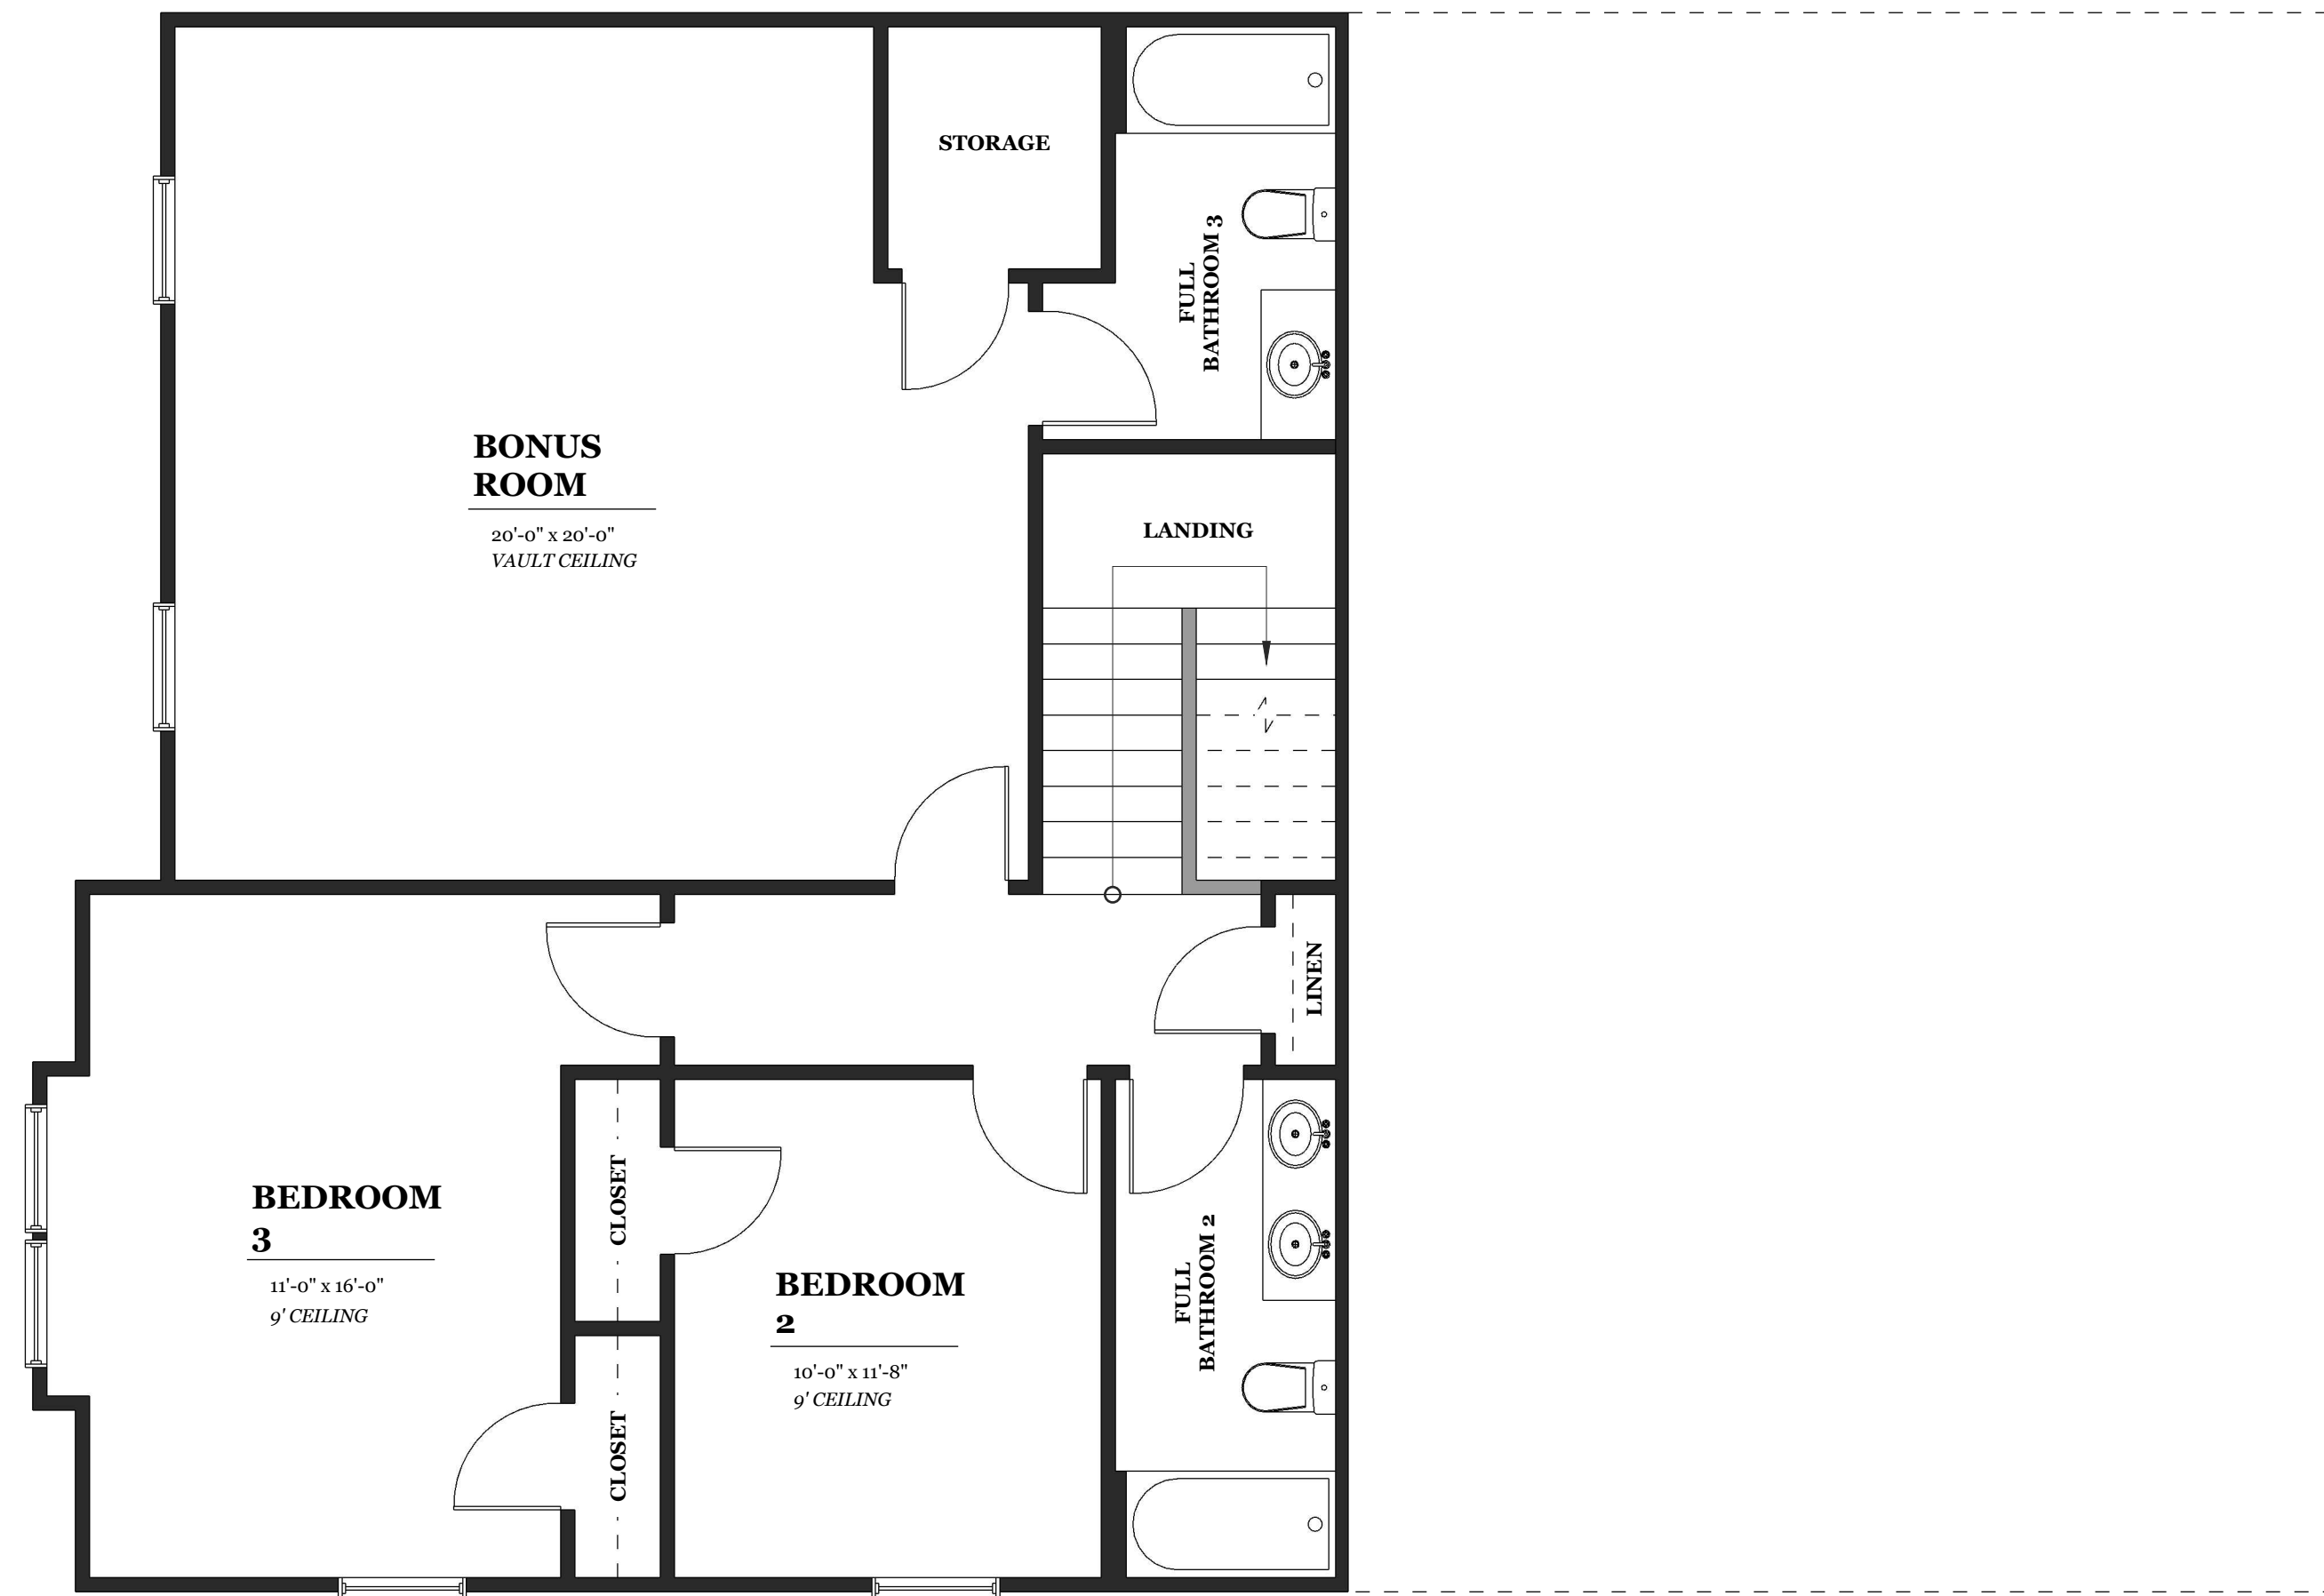 STORAGE
FULL
BATHROOM 3
BONUS
ROOM
20'-0" x 20'-0"
VAULT CEILING
LANDING
LINEN
BEDROOM
3
11'-0" x 16'-0"
9' CEILING
CLOSET
CLOSET
BEDROOM
2
10'-0" x 11'-8"
9' CEILING
FULL
BATHROOM 2